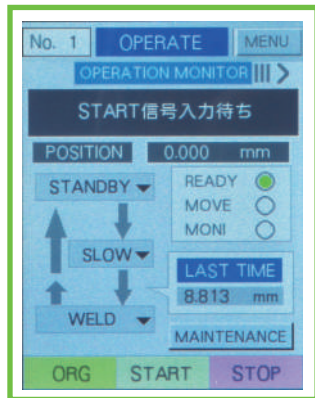 No. 1 OPERATE MENU
OPERATION MONITOR
START信号入力待ち
POSITION 0.000 mm
STANDBY
READY
MOVE
MONI
SLOW
LAST TIME
8.813 mm
WELD
MAINTENANCE
ORG START STOP